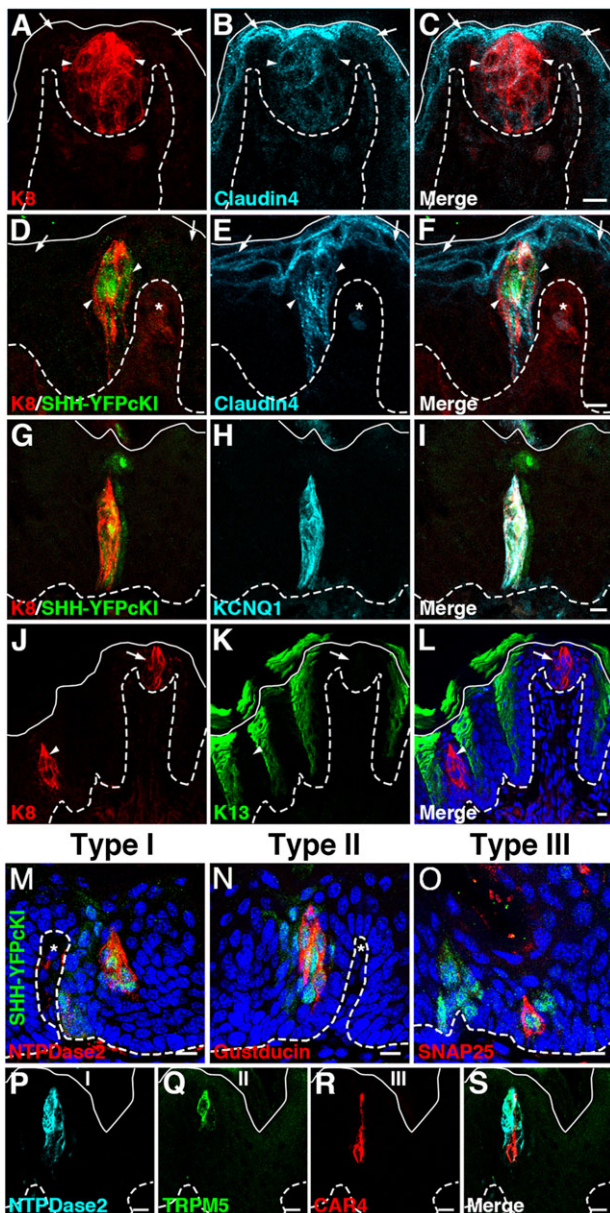 A B C
K8 Claudin4 Merge
D E F
* *
*
K8/SHH-YFPcKI Claudin4 Merge
G H I
K8/SHH-YFPcKI KCNQ1 Merge
J K L
K8 K13 Merge
Type I Type II Type III
M N O
* *
SHH-YFPcKI
NTPDase2 Gustducin SNAP25
P I Q II R III S
NTPDase2 TRPM5 CAR4 Merge